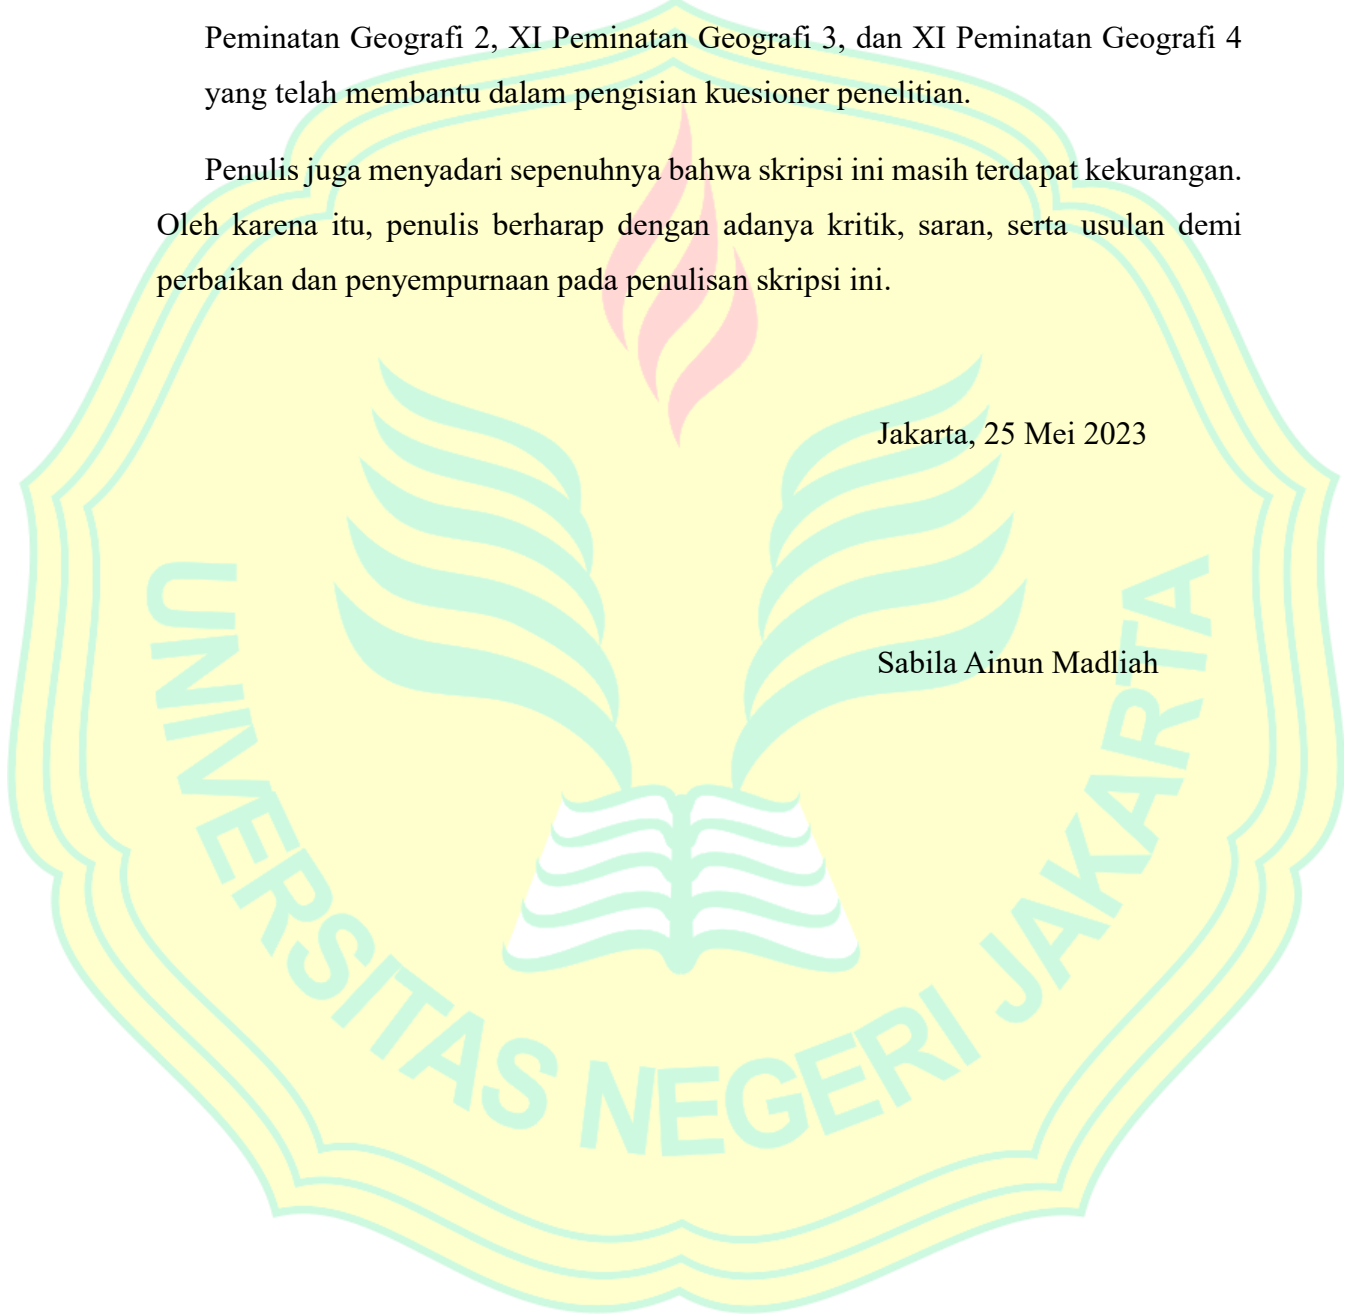 Peminatan Geografi 2, XI Peminatan Geografi 3, dan XI Peminatan Geografi 4
yang telah membantu dalam pengisian kuesioner penelitian.
Penulis juga menyadari sepenuhnya bahwa skripsi ini masih terdapat kekurangan.
Oleh karena itu, penulis berharap dengan adanya kritik, saran, serta usulan demi
perbaikan dan penyempurnaan pada penulisan skripsi ini.
Jakarta, 25 Mei 2023
Sabila Ainun Madliah
UNIVERSITAS NEGERI JAKARTA